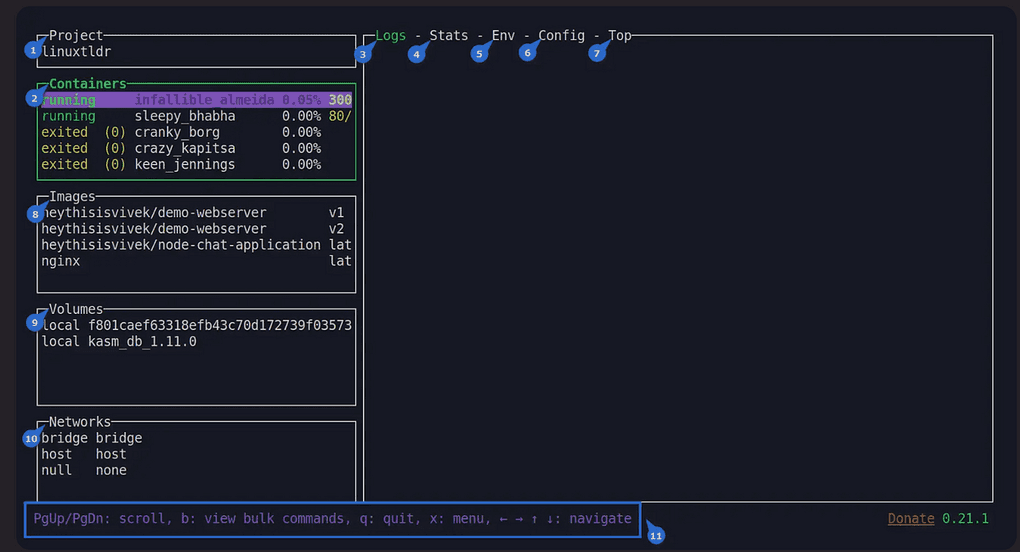 Project
1 linuxtldr
2 Containers
running infallible_almeida 0.05% 300
running sleepy_bhabha 0.00% 80/
exited (0) cranky_borg 0.00%
exited (0) crazy_kapitsa 0.00%
exited (0) keen_jennings 0.00%
8 Images
heythisisvivek/demo-webserver v1
heythisisvivek/demo-webserver v2
heythisisvivek/node-chat-application lat
nginx lat
9 Volumes
local f801caef63318efb43c70d172739f03573
local kasm_db_1.11.0
10 Networks
bridge bridge
host host
null none
Logs - Stats - Env - Config - Top
3 4 5 6 7
PgUp/PgDn: scroll, b: view bulk commands, q: quit, x: menu, ← → ↑ ↓: navigate
11
Donate 0.21.1